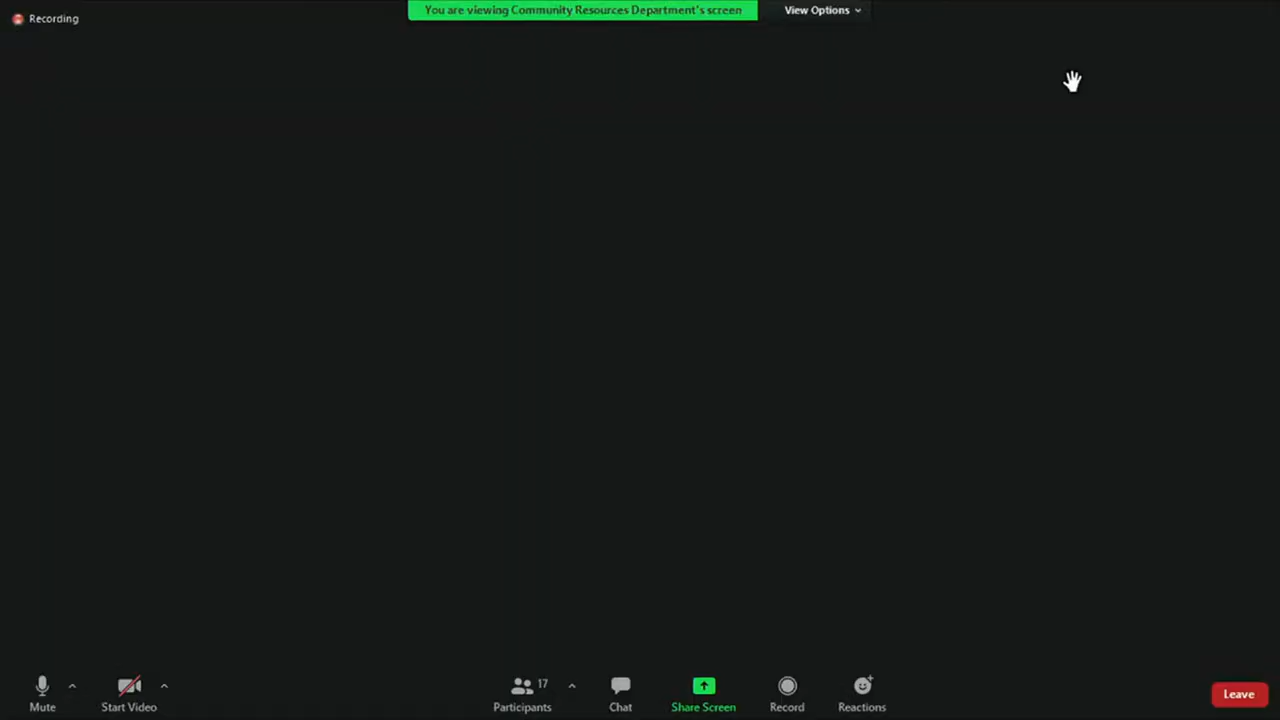 Recording
You are viewing Community Resources Department's screen
View Options
Mute
Start Video
17
Participants
Chat
Share Screen
Record
Reactions
Leave